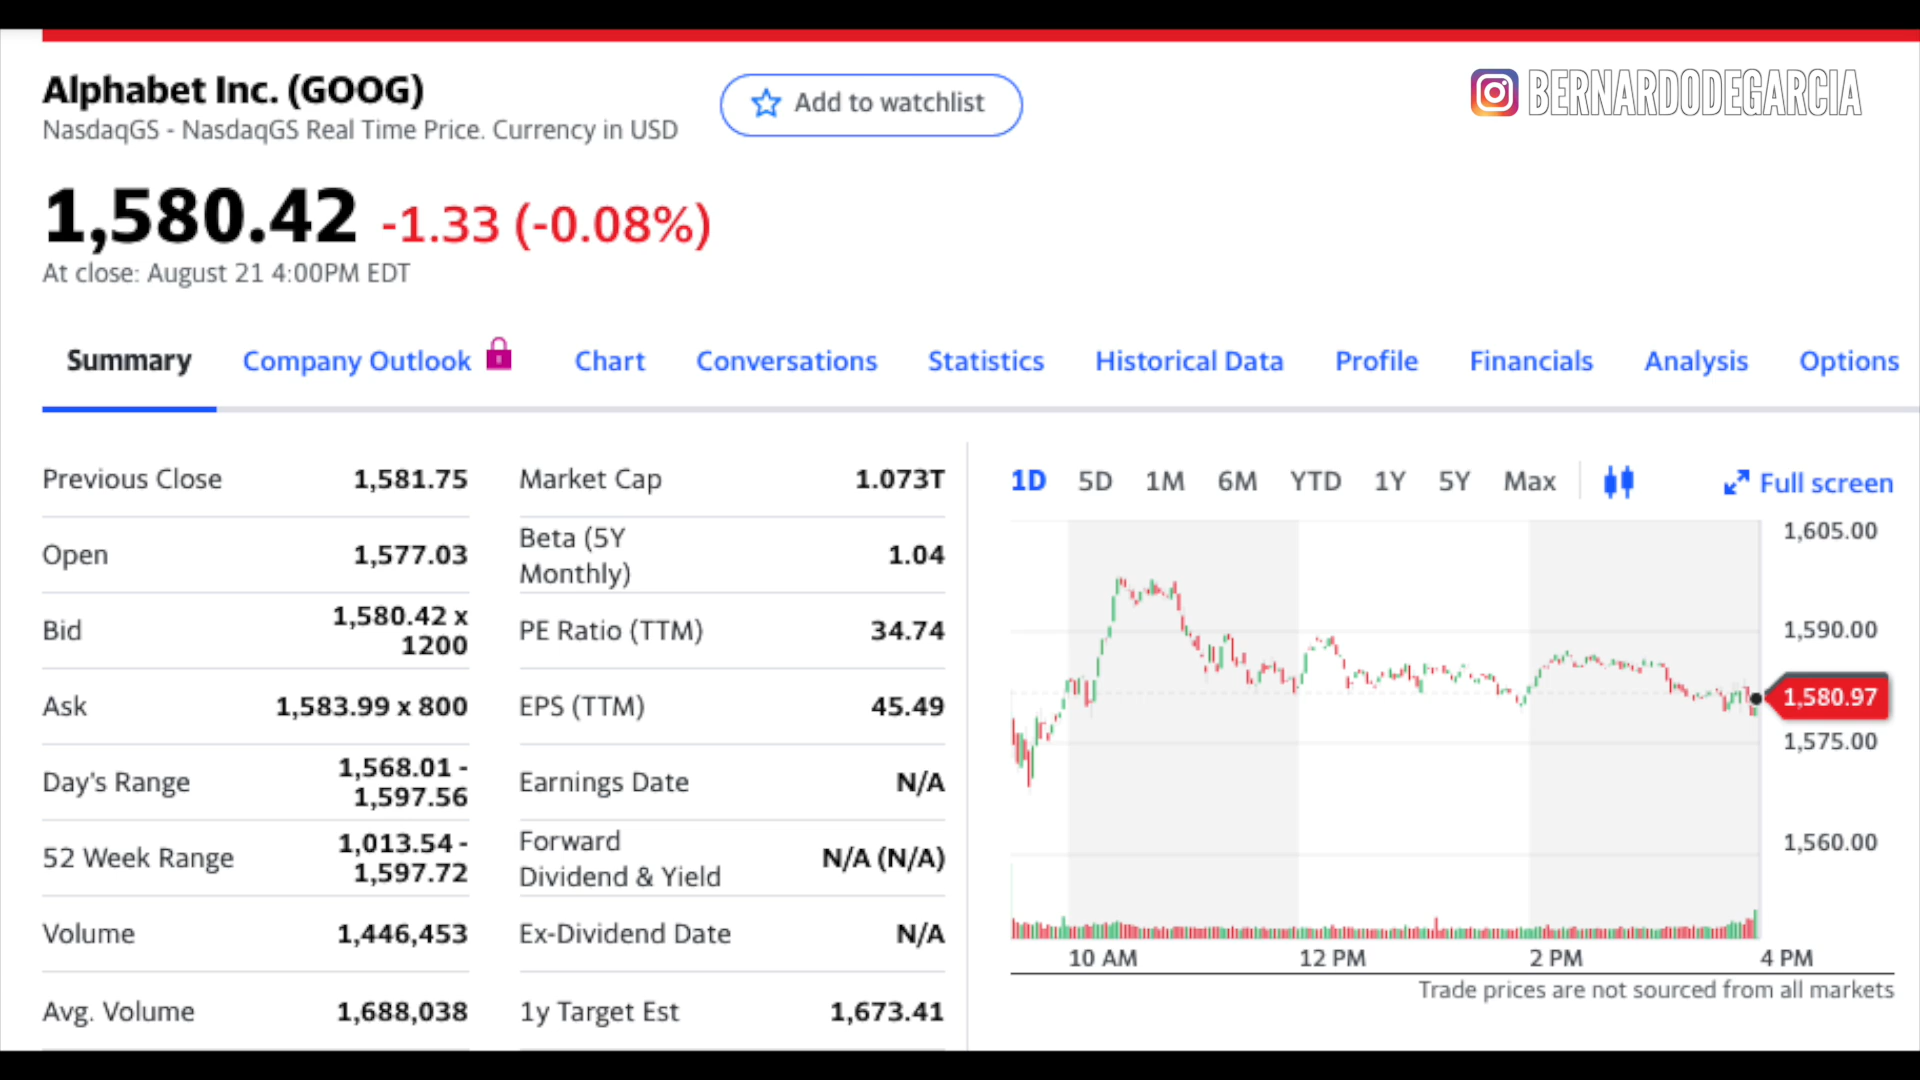 Alphabet Inc. (GOOG)
NasdaqGS - NasdaqGS Real Time Price. Currency in USD
Add to watchlist
BERNARDODEGARCIA
1,580.42 -1.33 (-0.08%)
At close: August 21 4:00PM EDT
Summary Company Outlook Chart Conversations Statistics Historical Data Profile Financials Analysis Options
Previous Close 1,581.75
Open 1,577.03
Bid 1,580.42 x
1200
Ask 1,583.99 x 800
Day's Range 1,568.01 -
1,597.56
52 Week Range 1,013.54 -
1,597.72
Volume 1,446,453
Avg. Volume 1,688,038
Market Cap 1.073T
Beta (5Y
Monthly) 1.04
PE Ratio (TTM) 34.74
EPS (TTM) 45.49
Earnings Date N/A
Forward
Dividend & Yield N/A (N/A)
Ex-Dividend Date N/A
1y Target Est 1,673.41
1D 5D 1M 6M YTD 1Y 5Y Max Full screen
1,605.00
1,590.00
1,580.97
1,575.00
1,560.00
10 AM 12 PM 2 PM 4 PM
Trade prices are not sourced from all markets